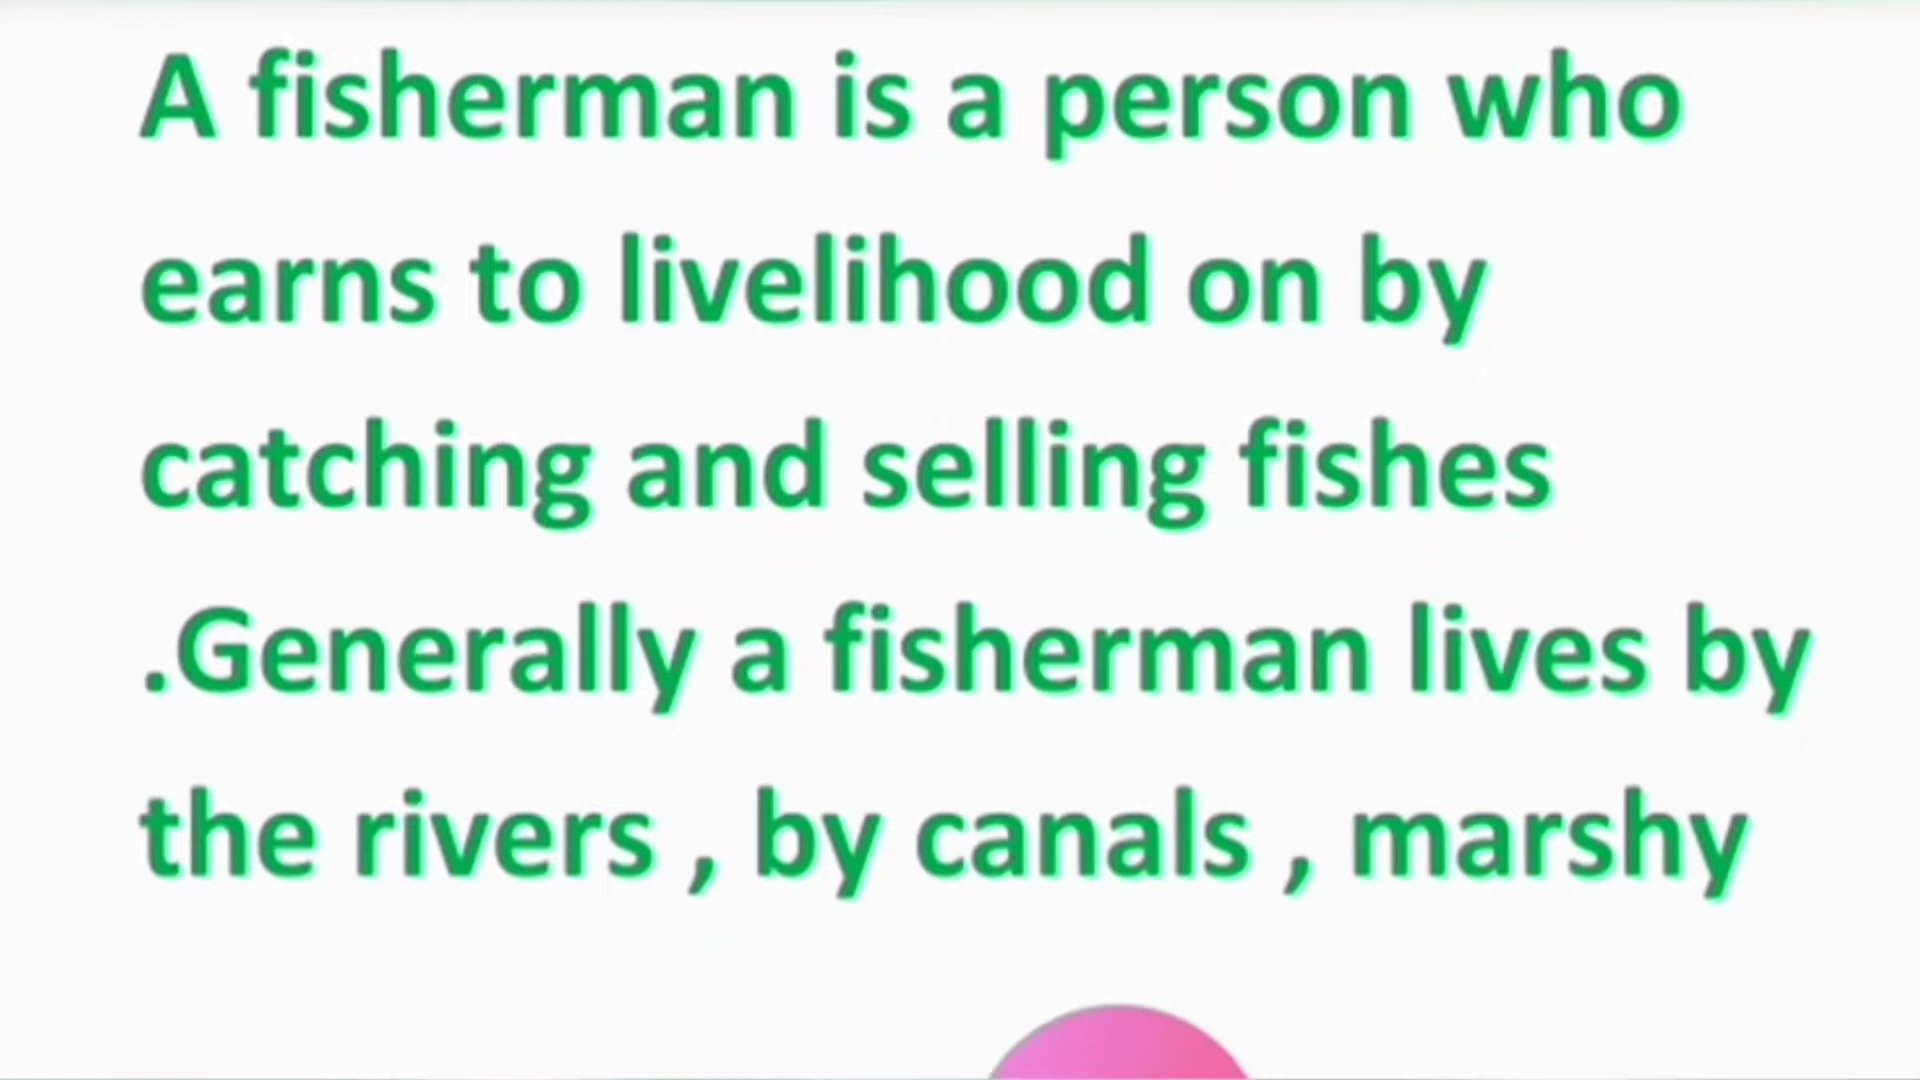 A fisherman is a person who
earns to livelihood on by
catching and selling fishes
.Generally a fisherman lives by
the rivers , by canals , marshy